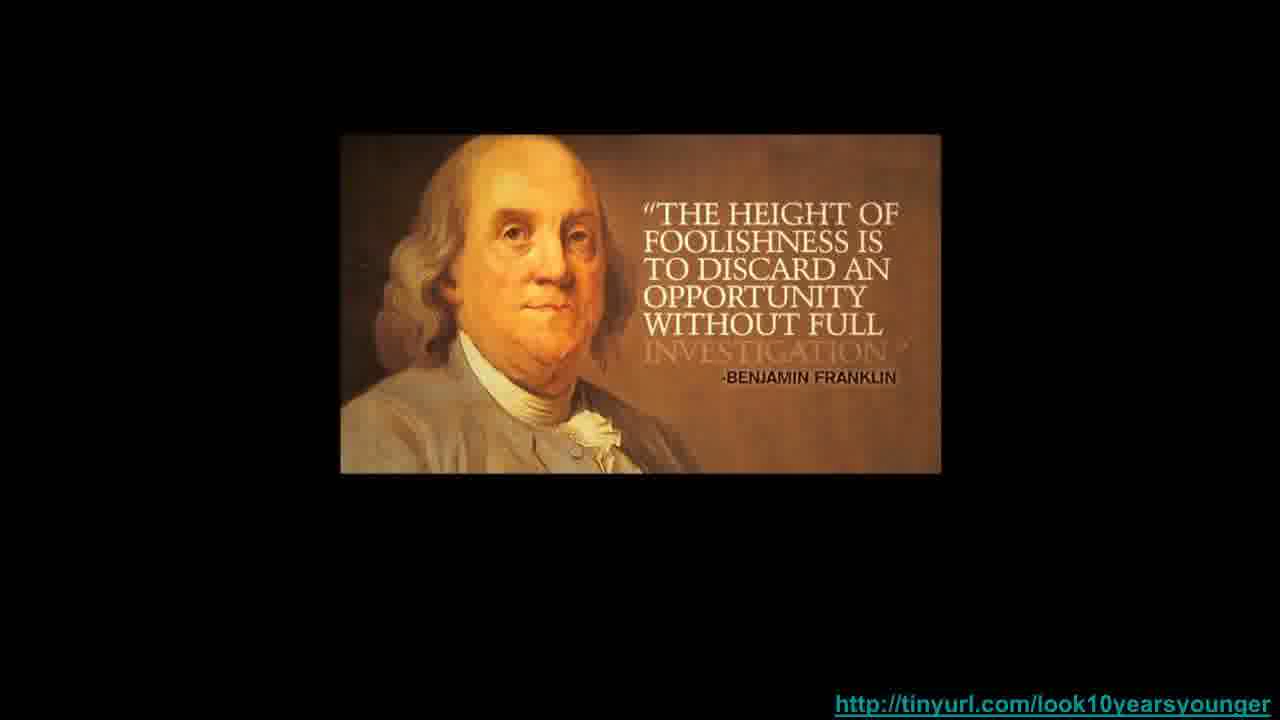 “THE HEIGHT OF
FOOLISHNESS IS
TO DISCARD AN
OPPORTUNITY
WITHOUT FULL
INVESTIGATION.”
-BENJAMIN FRANKLIN
http://tinyurl.com/look10yearsyounger